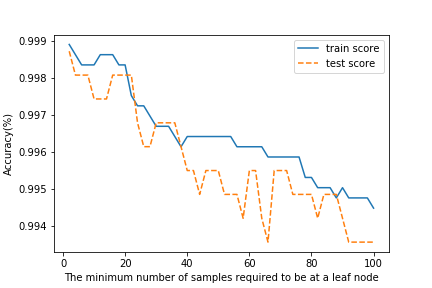 train score
test score
0.999
0.998
0.997
0.996
0.995
0.994
Accuracy(%)
0 20 40 60 80 100
The minimum number of samples required to be at a leaf node